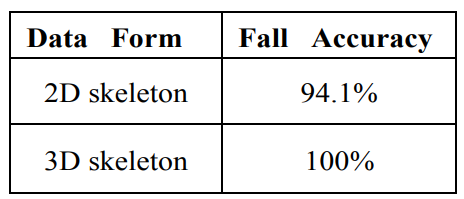 Data Form Fall Accuracy
2D skeleton 94.1%
3D skeleton 100%